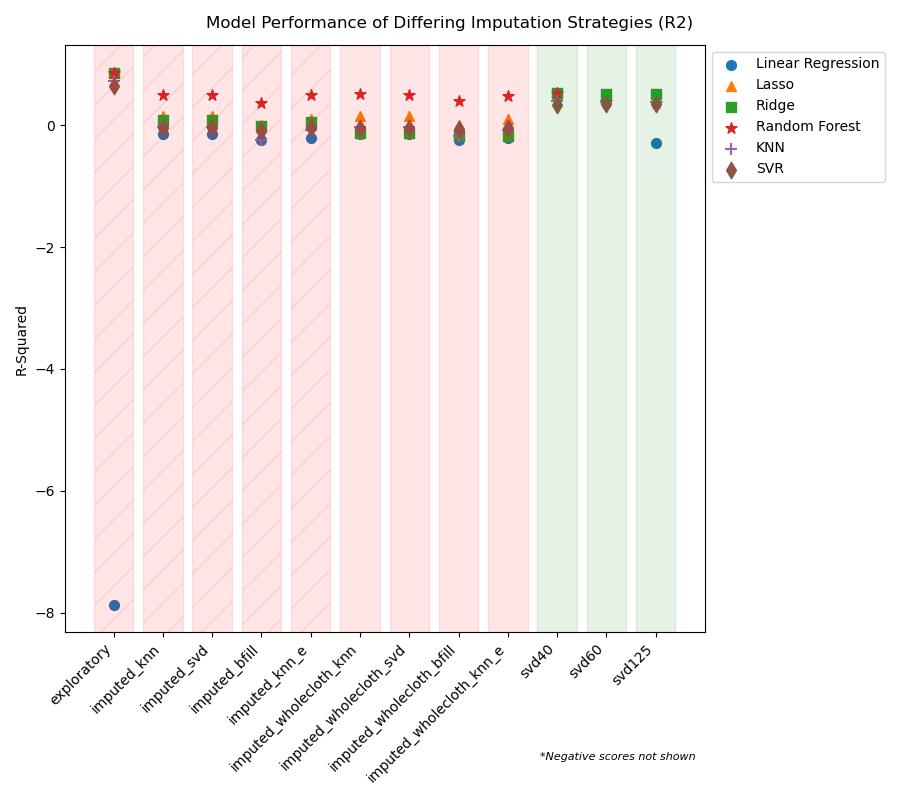 Model Performance of Differing Imputation Strategies (R2)
Linear Regression
Lasso
Ridge
Random Forest
KNN
SVR
R-Squared
0
−2
−4
−6
−8
exploratory
imputed_knn
imputed_svd
imputed_bfill
imputed_knn_e
imputed_wholecloth_knn
imputed_wholecloth_svd
imputed_wholecloth_bfill
imputed_wholecloth_knn_e
svd40
svd60
svd125
*Negative scores not shown